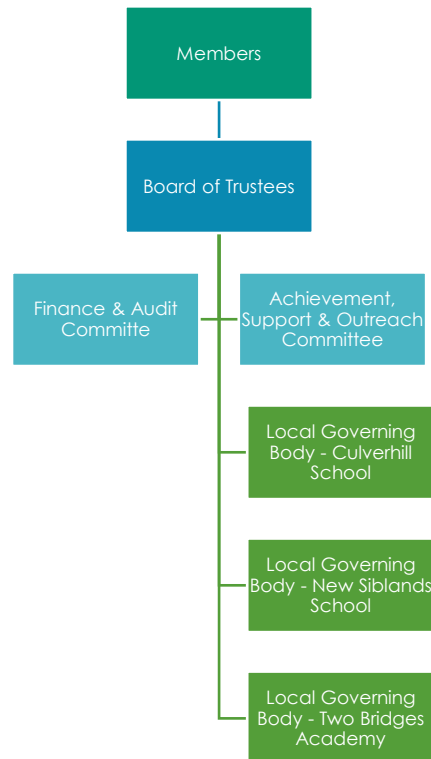 Members
Board of Trustees
Finance & Audit
Committe
Achievement,
Support & Outreach
Committee
Local Governing
Body - Culverhill
School
Local Governing
Body - New Siblands
School
Local Governing
Body - Two Bridges
Academy